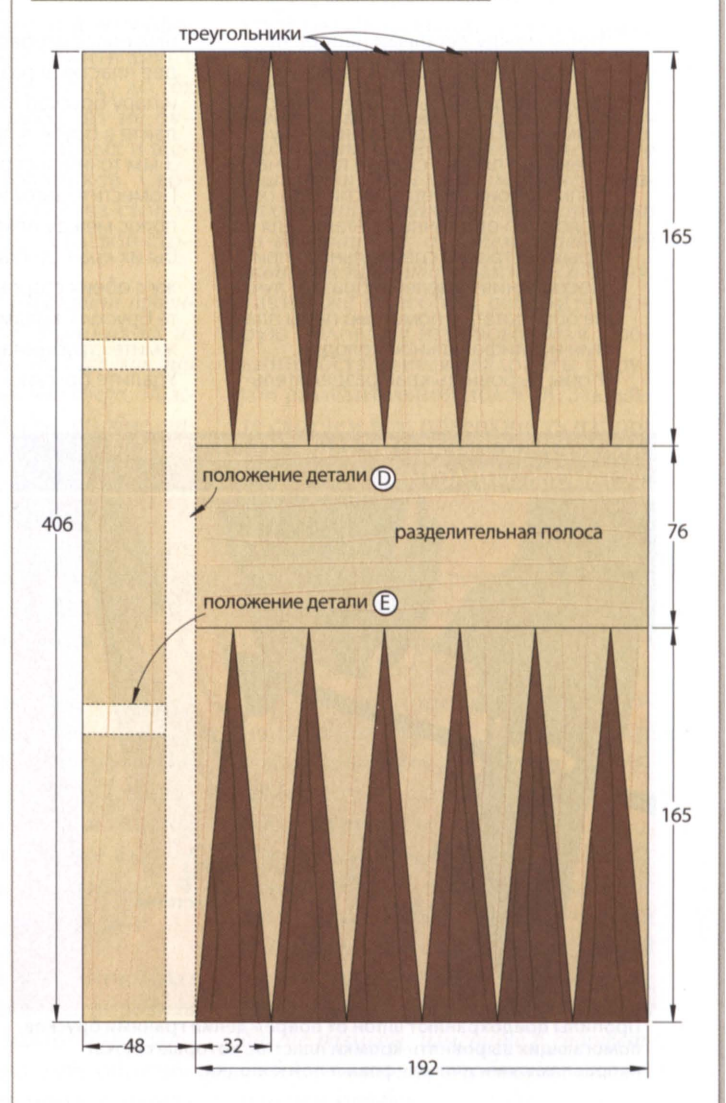 треугольники
165
положение детали D
406
разделительная полоса
76
положение детали E
165
48
32
192